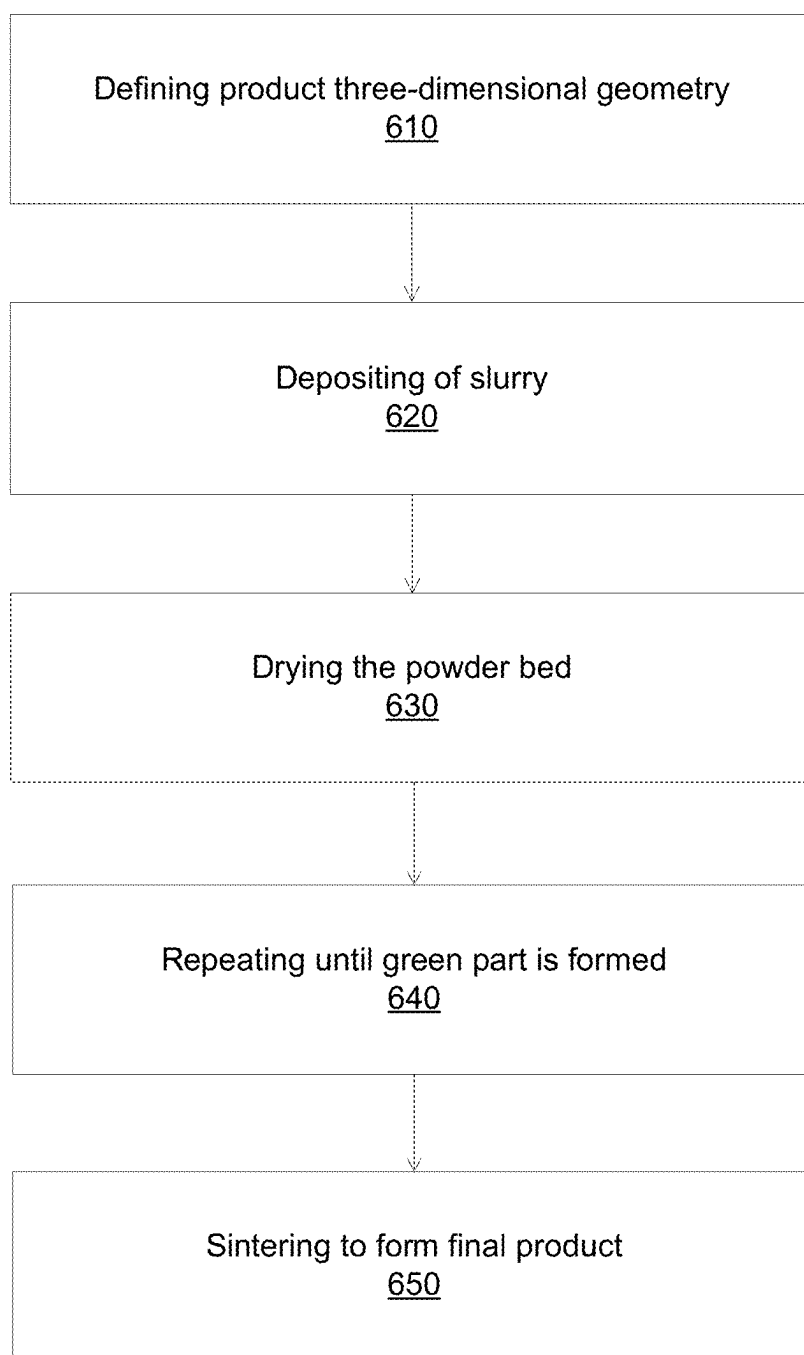 Defining product three-dimensional geometry
610
Depositing of slurry
620
Drying the powder bed
630
Repeating until green part is formed
640
Sintering to form final product
650